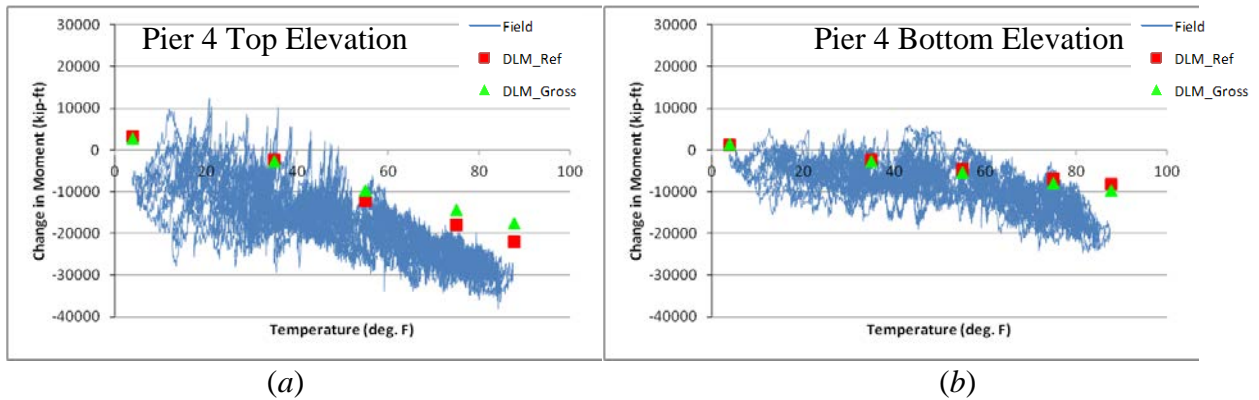 Pier 4 Top Elevation
Field
DLM_Ref
DLM_Gross
30000
20000
10000
0
-10000
-20000
-30000
-40000
0
20
40
60
80
100
Change in Moment (kip-ft)
Temperature (deg. F)
(a)
Pier 4 Bottom Elevation
Field
DLM_Ref
DLM_Gross
30000
20000
10000
0
-10000
-20000
-30000
-40000
0
20
40
60
80
100
Change in Moment (kip-ft)
Temperature (deg. F)
(b)